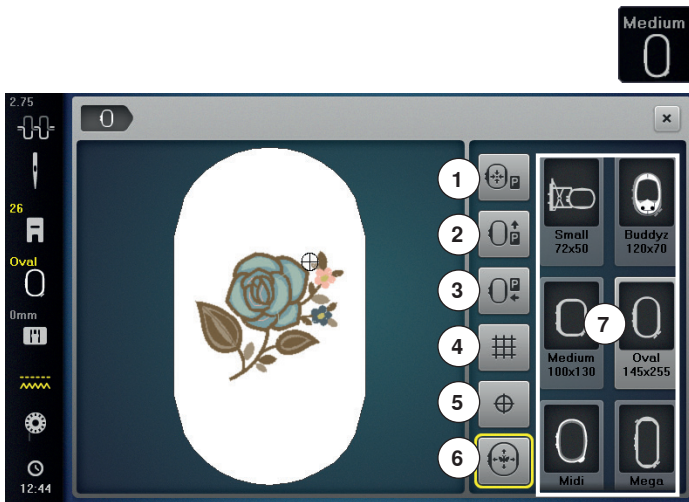 Medium
2.75
26
Oval
0mm
12:44
1
P
2
P
3
P
4
5
6
7
Small
72x50
Buddyz
120x70
Medium
100x130
Oval
145x255
Midi
Mega